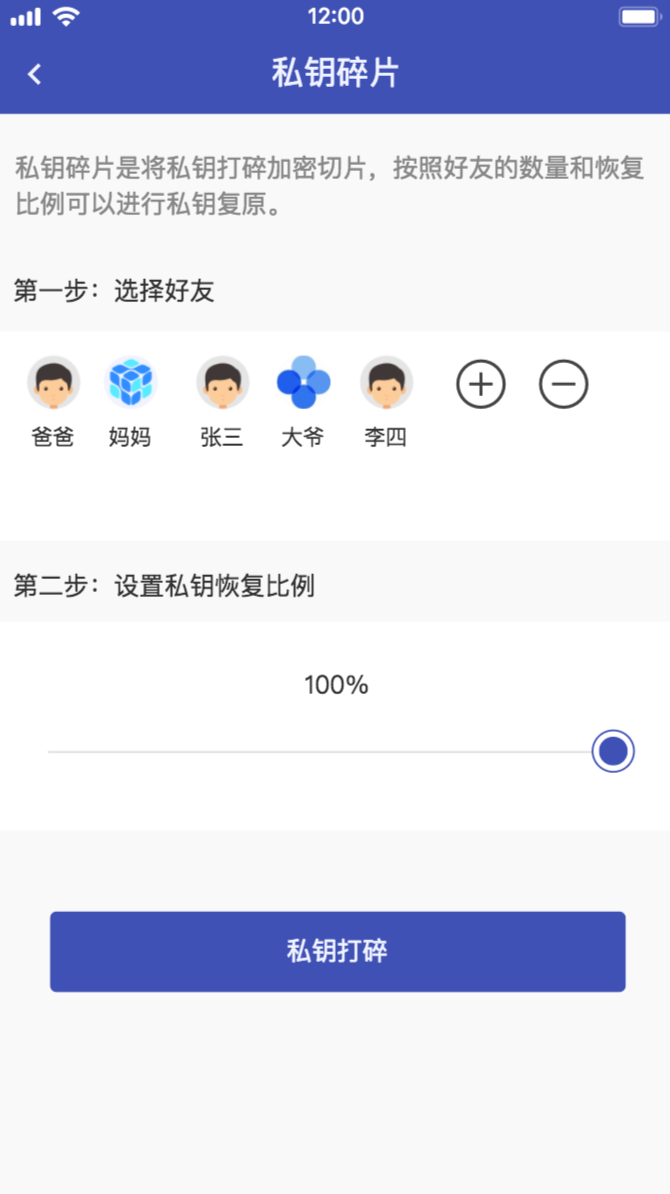 12:00
私钥碎片
私钥碎片是将私钥打碎加密切片，按照好友的数量和恢复
比例可以进行私钥复原。
第一步：选择好友
爸爸 妈妈 张三 大爷 李四
第二步：设置私钥恢复比例
100%
私钥打碎